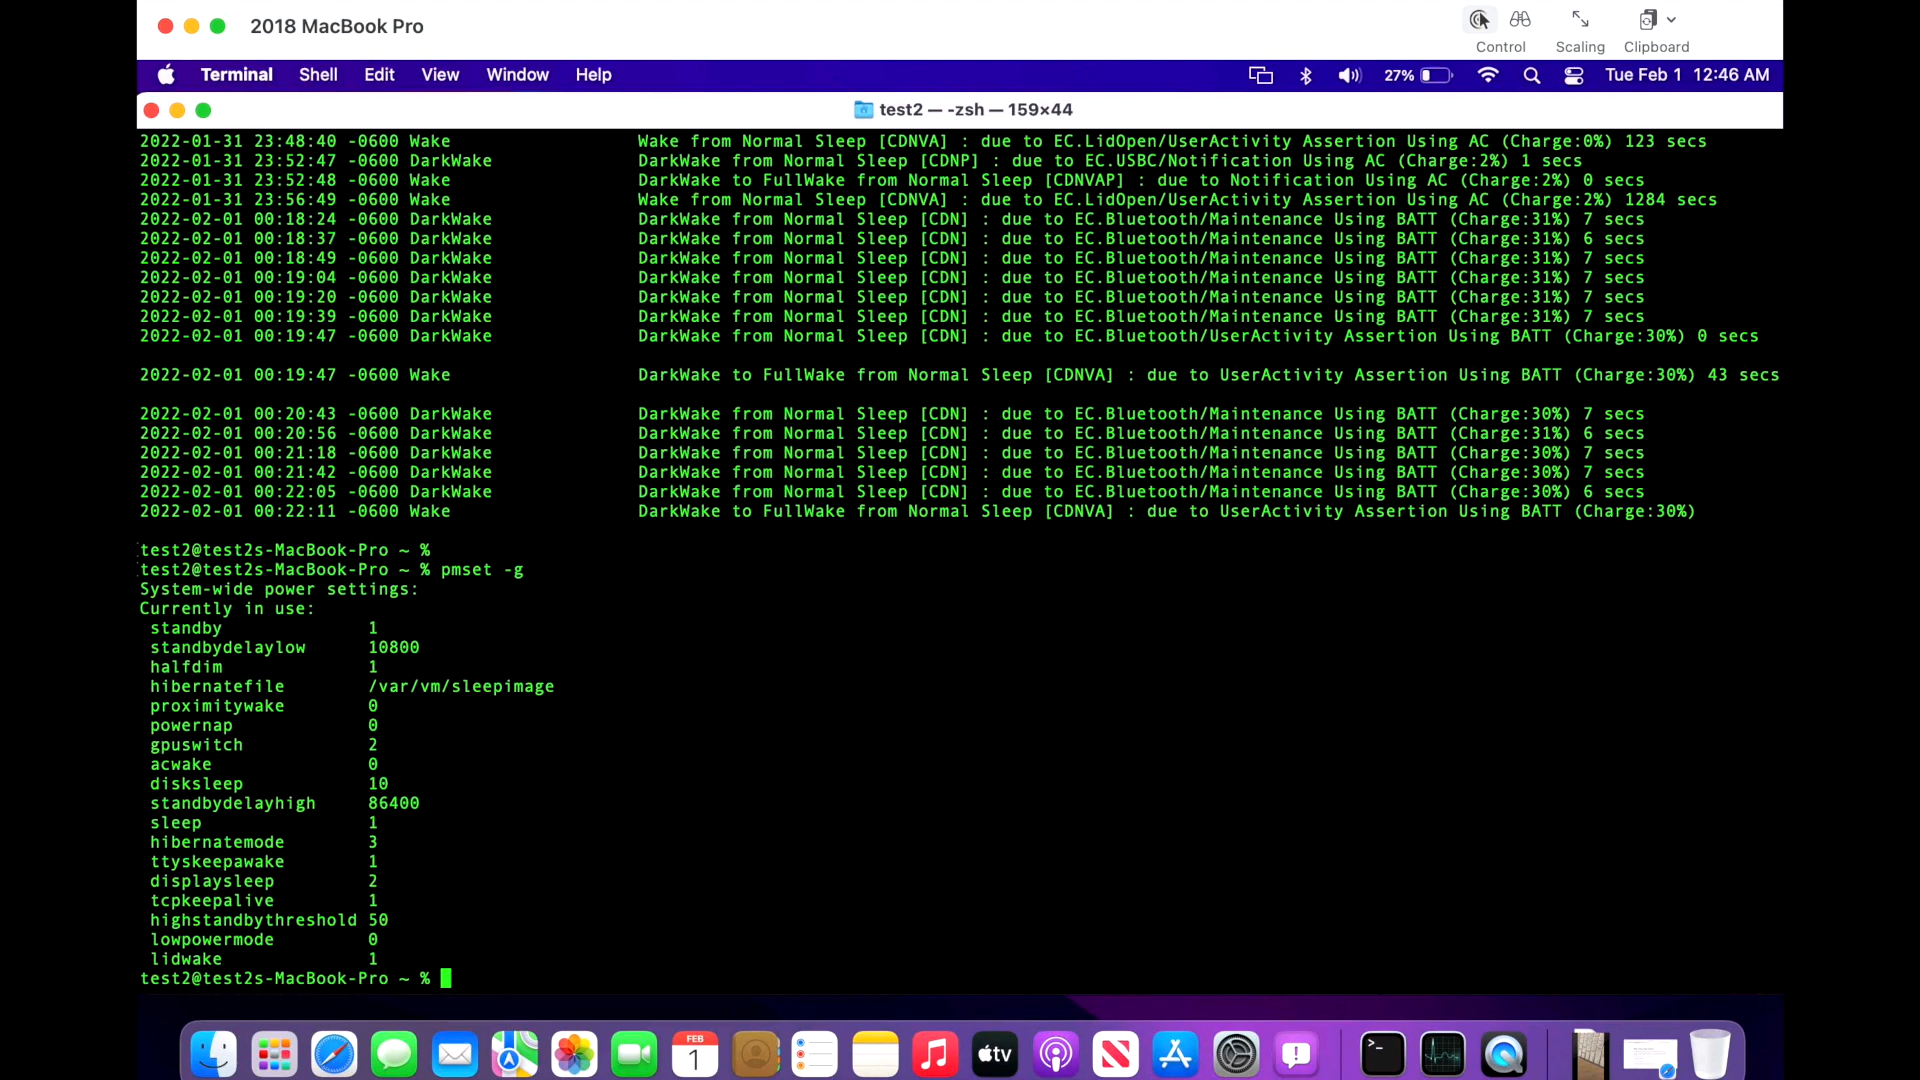 2018 MacBook Pro
Control
Scaling
Clipboard
Terminal Shell Edit View Window Help
27% Tue Feb 1 12:46 AM
test2 — -zsh — 159×44
2022-01-31 23:48:40 -0600 Wake Wake from Normal Sleep [CDNVA] : due to EC.LidOpen/UserActivity Assertion Using AC (Charge:0%) 123 secs
2022-01-31 23:52:47 -0600 DarkWake DarkWake from Normal Sleep [CDNP] : due to EC.USBC/Notification Using AC (Charge:2%) 1 secs
2022-01-31 23:52:48 -0600 Wake DarkWake to FullWake from Normal Sleep [CDNVAP] : due to Notification Using AC (Charge:2%) 0 secs
2022-01-31 23:56:49 -0600 Wake Wake from Normal Sleep [CDNVA] : due to EC.LidOpen/UserActivity Assertion Using AC (Charge:2%) 1284 secs
2022-02-01 00:18:24 -0600 DarkWake DarkWake from Normal Sleep [CDN] : due to EC.Bluetooth/Maintenance Using BATT (Charge:31%) 7 secs
2022-02-01 00:18:37 -0600 DarkWake DarkWake from Normal Sleep [CDN] : due to EC.Bluetooth/Maintenance Using BATT (Charge:31%) 6 secs
2022-02-01 00:18:49 -0600 DarkWake DarkWake from Normal Sleep [CDN] : due to EC.Bluetooth/Maintenance Using BATT (Charge:31%) 7 secs
2022-02-01 00:19:04 -0600 DarkWake DarkWake from Normal Sleep [CDN] : due to EC.Bluetooth/Maintenance Using BATT (Charge:31%) 7 secs
2022-02-01 00:19:20 -0600 DarkWake DarkWake from Normal Sleep [CDN] : due to EC.Bluetooth/Maintenance Using BATT (Charge:31%) 7 secs
2022-02-01 00:19:39 -0600 DarkWake DarkWake from Normal Sleep [CDN] : due to EC.Bluetooth/Maintenance Using BATT (Charge:31%) 7 secs
2022-02-01 00:19:47 -0600 DarkWake DarkWake from Normal Sleep [CDN] : due to EC.Bluetooth/UserActivity Assertion Using BATT (Charge:30%) 0 secs
2022-02-01 00:19:47 -0600 Wake DarkWake to FullWake from Normal Sleep [CDNVA] : due to UserActivity Assertion Using BATT (Charge:30%) 43 secs
2022-02-01 00:20:43 -0600 DarkWake DarkWake from Normal Sleep [CDN] : due to EC.Bluetooth/Maintenance Using BATT (Charge:30%) 7 secs
2022-02-01 00:20:56 -0600 DarkWake DarkWake from Normal Sleep [CDN] : due to EC.Bluetooth/Maintenance Using BATT (Charge:31%) 6 secs
2022-02-01 00:21:18 -0600 DarkWake DarkWake from Normal Sleep [CDN] : due to EC.Bluetooth/Maintenance Using BATT (Charge:30%) 7 secs
2022-02-01 00:21:42 -0600 DarkWake DarkWake from Normal Sleep [CDN] : due to EC.Bluetooth/Maintenance Using BATT (Charge:30%) 7 secs
2022-02-01 00:22:05 -0600 DarkWake DarkWake from Normal Sleep [CDN] : due to EC.Bluetooth/Maintenance Using BATT (Charge:30%) 6 secs
2022-02-01 00:22:11 -0600 Wake DarkWake to FullWake from Normal Sleep [CDNVA] : due to UserActivity Assertion Using BATT (Charge:30%)
test2@test2s-MacBook-Pro ~ %
test2@test2s-MacBook-Pro ~ % pmset -g
System-wide power settings:
Currently in use:
standby 1
standbydelaylow 10800
halfdim 1
hibernatefile /var/vm/sleepimage
proximitywake 0
powernap 0
gpuswitch 2
acwake 0
disksleep 10
standbydelayhigh 86400
sleep 1
hibernatemode 3
ttyskeepawake 1
displaysleep 2
tcpkeepalive 1
highstandbythreshold 50
lowpowermode 0
lidwake 1
test2@test2s-MacBook-Pro ~ %
FEB
1
tv